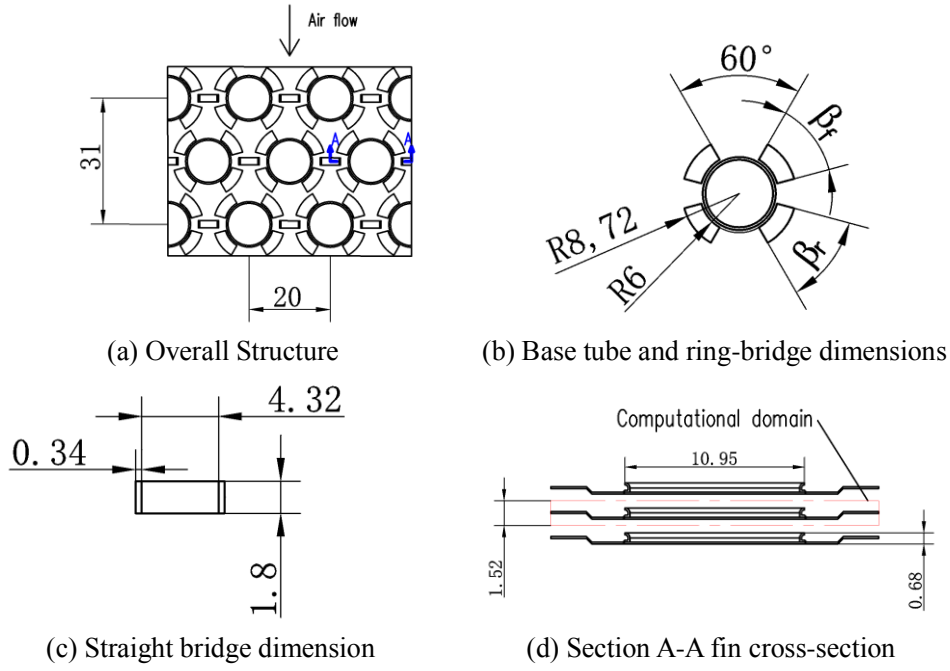 Air flow
A
A
31
20
(a) Overall Structure
60°
βf
βr
R8,72
R6
(b) Base tube and ring-bridge dimensions
4.32
0.34
1.8
(c) Straight bridge dimension
Computational domain
10.95
1.52
0.68
(d) Section A-A fin cross-section